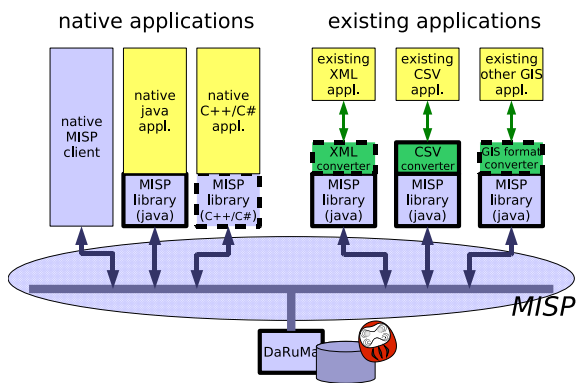 native applications
existing applications
native
MISP
client
native
java
appl.
native
C++/C#
appl.
existing
XML
appl.
existing
CSV
appl.
existing
other GIS
appl.
XML
converter
CSV
converter
GIS format
converter
MISP
library
(java)
MISP
library
(C++/C#)
MISP
library
(java)
MISP
library
(java)
MISP
library
(java)
MISP
DaRuMa